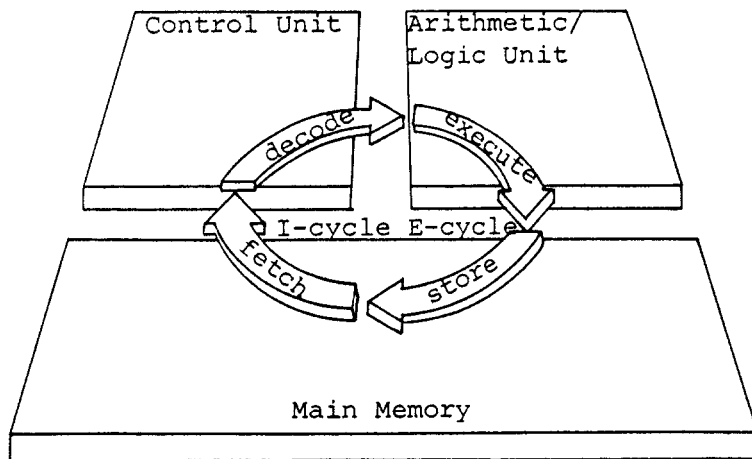 Control Unit
Arithmetic/
Logic Unit
decode
execute
I-cycle E-cycle
fetch
store
Main Memory